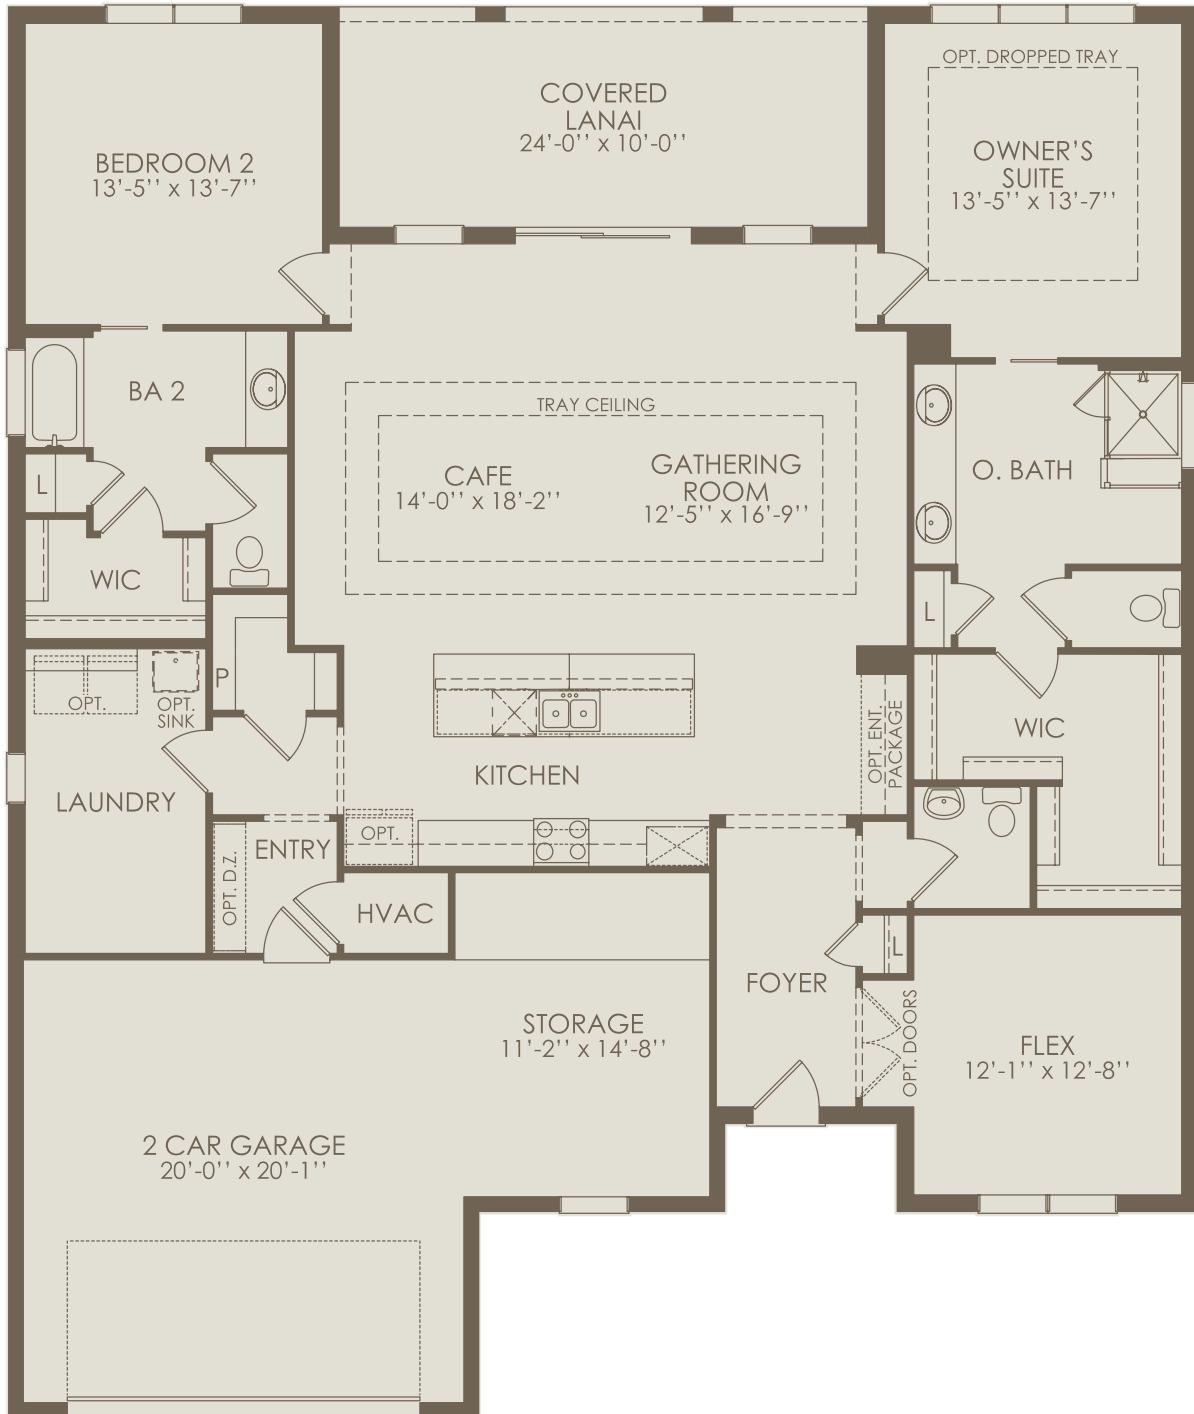 OPT. DROPPED TRAY
COVERED
LANAI
24'-0'' x 10'-0''
BEDROOM 2
13'-5'' x 13'-7''
OWNER'S
SUITE
13'-5'' x 13'-7''
BA 2
TRAY CEILING
CAFE
14'-0'' x 18'-2''
GATHERING
ROOM
12'-5'' x 16'-9''
O. BATH
L
WIC
L
P
OPT.
OPT.
SINK
OPT. ENT.
PACKAGE
WIC
KITCHEN
LAUNDRY
OPT.
ENTRY
OPT. D.Z.
HVAC
L
FOYER
STORAGE
11'-2'' x 14'-8''
OPT. DOORS
FLEX
12'-1'' x 12'-8''
2 CAR GARAGE
20'-0'' x 20'-1''